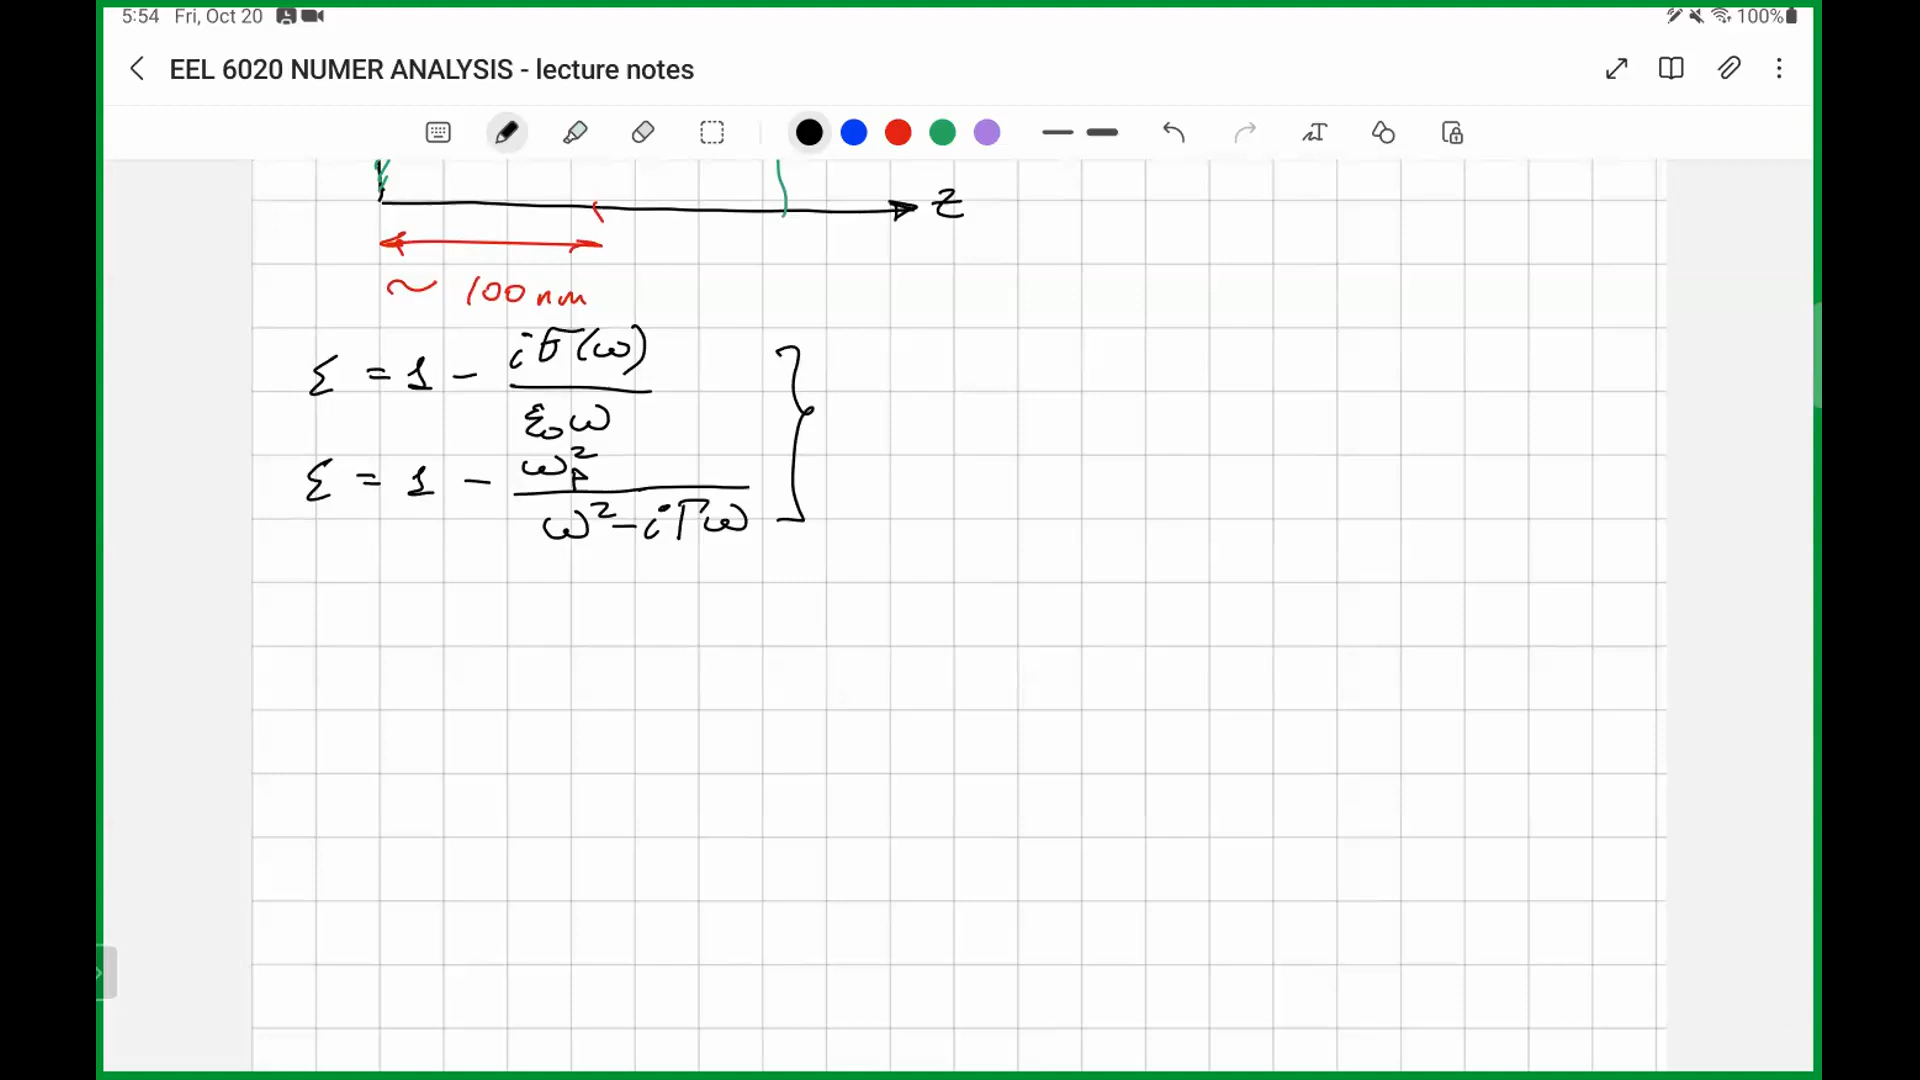 5:54 Fri, Oct 20 100%
EEL 6020 NUMER ANALYSIS - lecture notes
z
~ 100 nm
ε = 1 - iσ(ω) / ε₀ω
ε = 1 - ωₚ² / ω² - iΓω